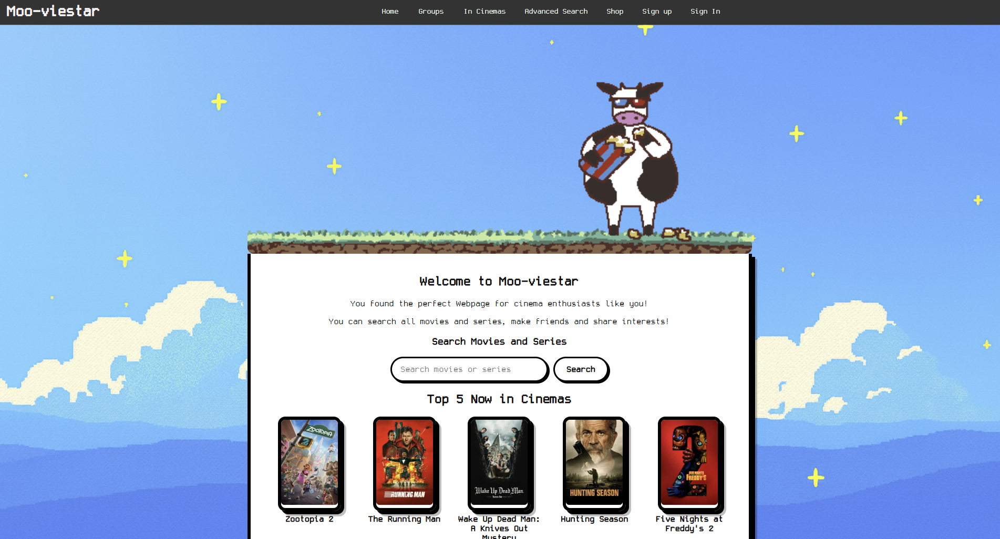 Moo-viestar
Home Groups In Cinemas Advanced Search Shop Sign up Sign In
Welcome to Moo-viestar
You found the perfect Webpage for cinema enthusiasts like you!
You can search all movies and series, make friends and share interests!
Search Movies and Series
Search movies or series
Search
Top 5 Now in Cinemas
ZOOTOPIA
2
RUNNING MAN
Wake Up Dead Man
HUNTING SEASON
2
FIVE NIGHTS
FREDDY'S
Zootopia 2
The Running Man
Wake Up Dead Man:
A Knives Out
Mystery
Hunting Season
Five Nights at
Freddy's 2